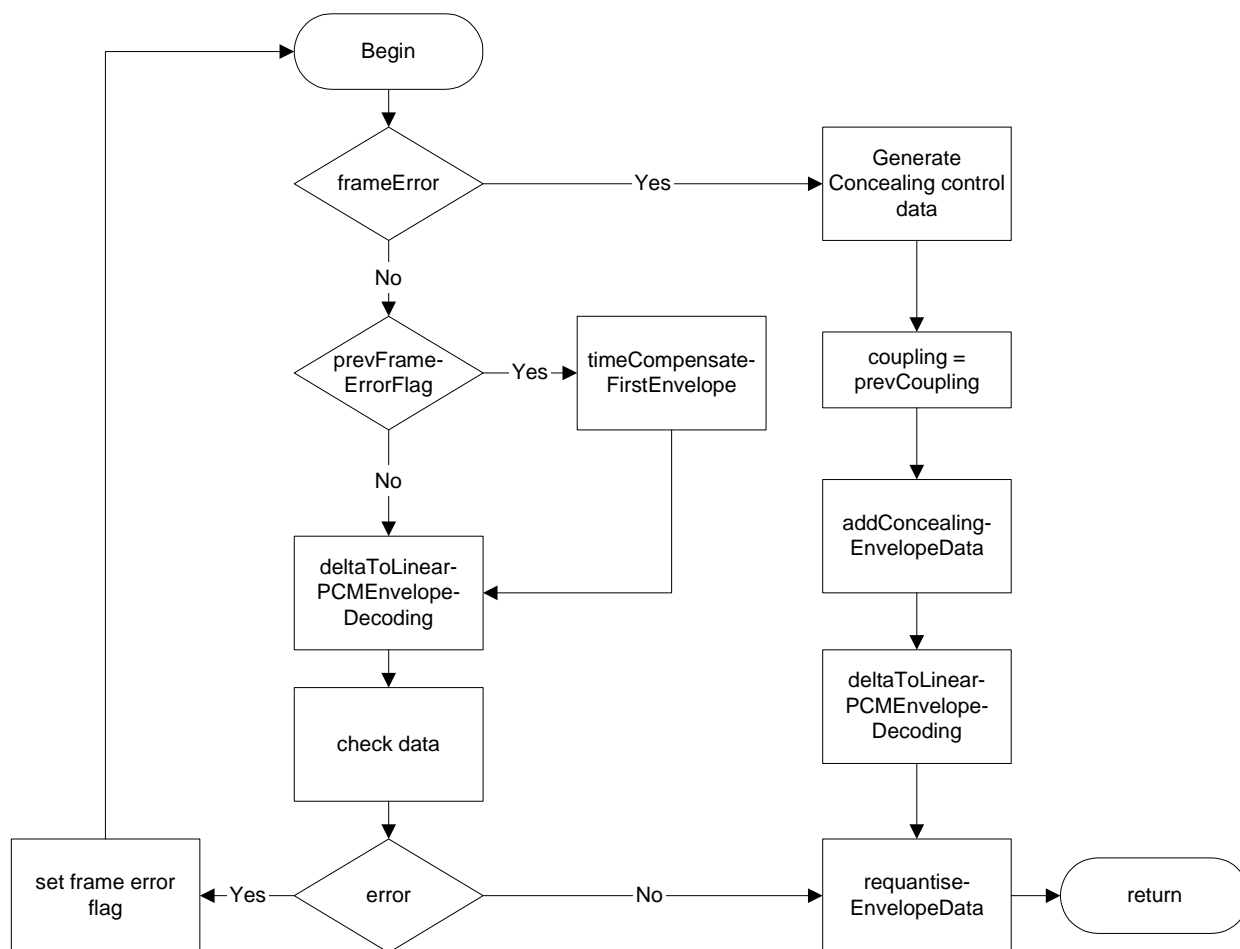 Begin
frameError
Yes
Generate
Concealing control
data
No
prevFrame-
ErrorFlag
Yes
timeCompensate-
FirstEnvelope
coupling =
prevCoupling
No
deltaToLinear-
PCMEnvelope-
Decoding
addConcealing-
EnvelopeData
check data
deltaToLinear-
PCMEnvelope-
Decoding
set frame error
flag
Yes
error
No
requantise-
EnvelopeData
return